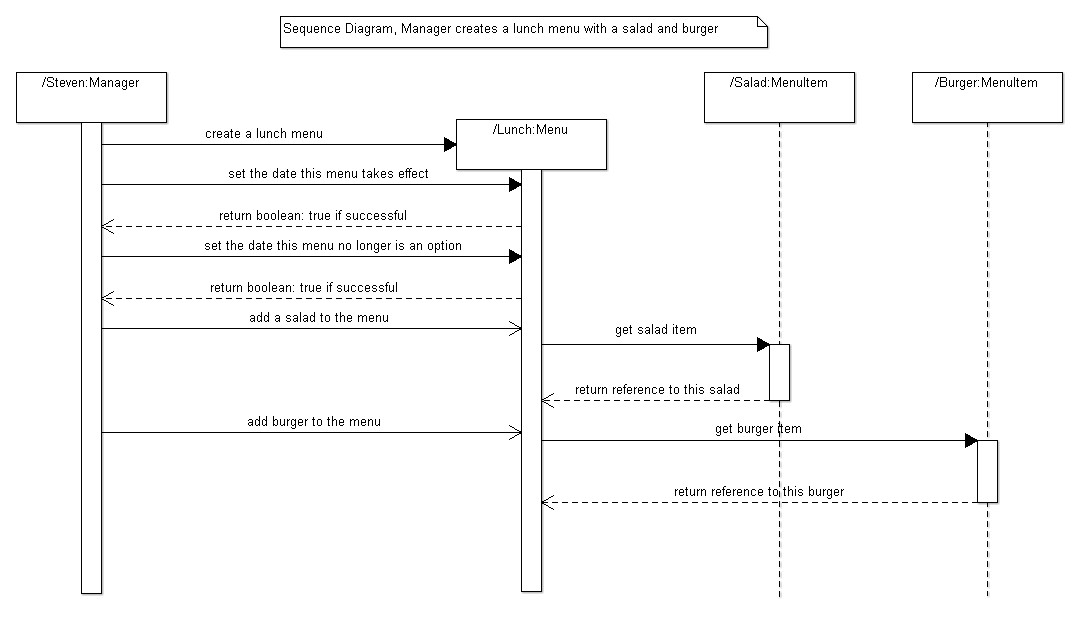 Sequence Diagram, Manager creates a lunch menu with a salad and burger
/Steven:Manager
/Salad:MenuItem
/Burger:MenuItem
/Lunch:Menu
create a lunch menu
set the date this menu takes effect
return boolean: true if successful
set the date this menu no longer is an option
return boolean: true if successful
add a salad to the menu
get salad item
return reference to this salad
add burger to the menu
get burger item
return reference to this burger